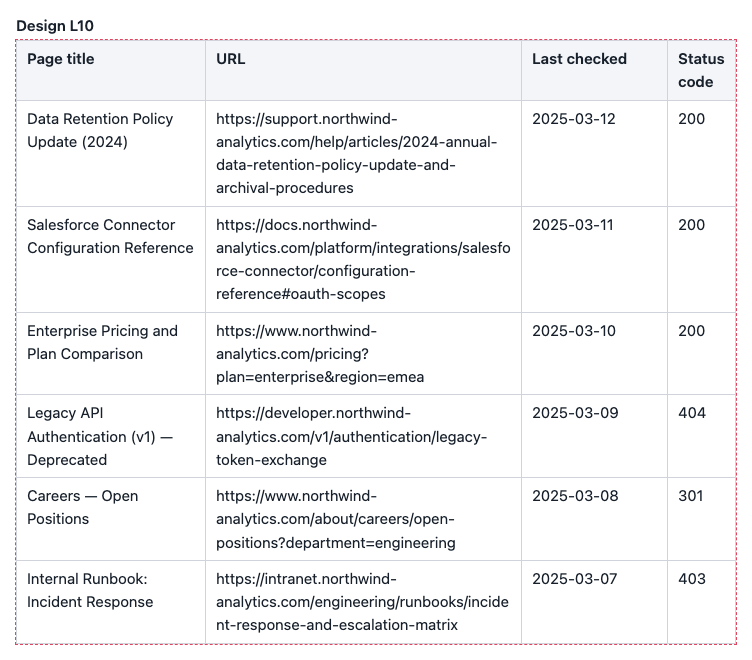 Design L10
Page title URL Last checked Status code
Data Retention Policy Update (2024) https://support.northwind-analytics.com/help/articles/2024-annual-data-retention-policy-update-and-archival-procedures 2025-03-12 200
Salesforce Connector Configuration Reference https://docs.northwind-analytics.com/platform/integrations/salesforce-connector/configuration-reference#oauth-scopes 2025-03-11 200
Enterprise Pricing and Plan Comparison https://www.northwind-analytics.com/pricing?plan=enterprise&region=emea 2025-03-10 200
Legacy API Authentication (v1) — Deprecated https://developer.northwind-analytics.com/v1/authentication/legacy-token-exchange 2025-03-09 404
Careers — Open Positions https://www.northwind-analytics.com/about/careers/open-positions?department=engineering 2025-03-08 301
Internal Runbook: Incident Response https://intranet.northwind-analytics.com/engineering/runbooks/incident-response-and-escalation-matrix 2025-03-07 403